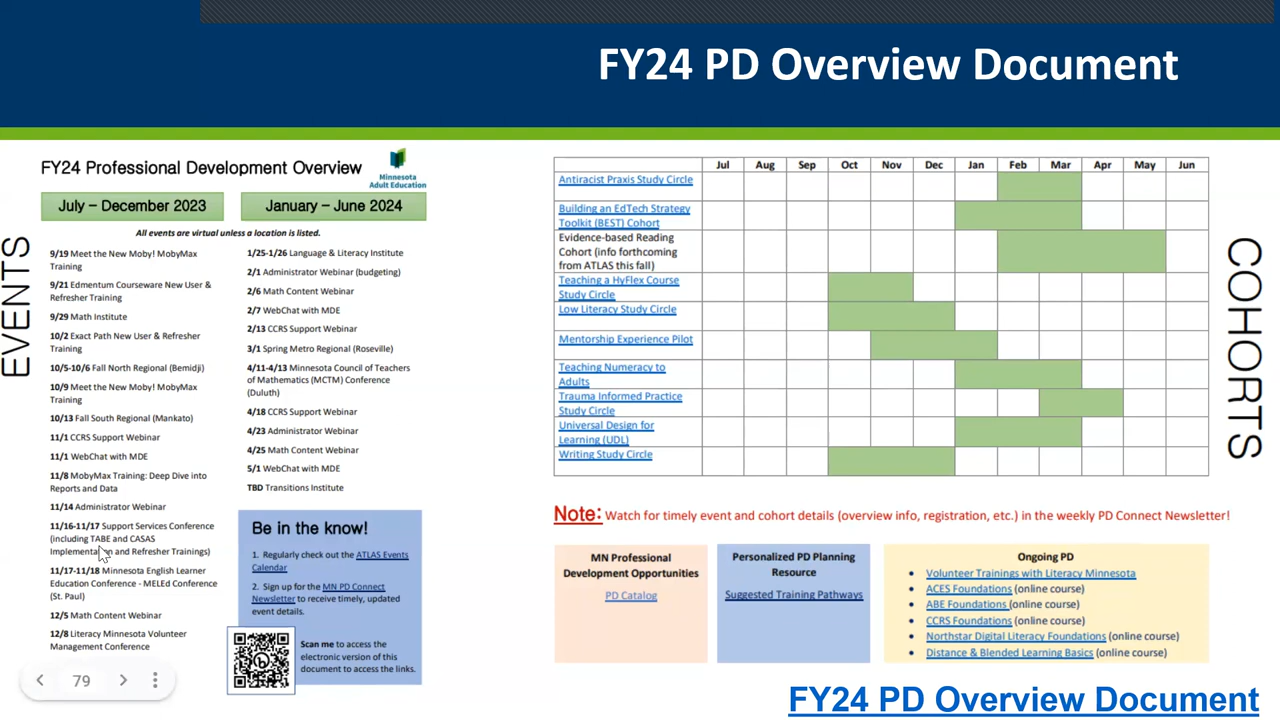 FY24 PD Overview Document
FY24 Professional Development Overview
Minnesota
Adult Education
July – December 2023
January – June 2024
All events are virtual unless a location is listed.
EVENTS
9/19 Meet the New Moby! MobyMax
Training
9/21 Edmentum Courseware New User &
Refresher Training
9/29 Math Institute
10/2 Exact Path New User & Refresher
Training
10/5-10/6 Fall North Regional (Bemidji)
10/9 Meet the New Moby! MobyMax
Training
10/13 Fall South Regional (Mankato)
11/1 CCRS Support Webinar
11/1 WebChat with MDE
11/8 MobyMax Training: Deep Dive into
Reports and Data
11/14 Administrator Webinar
11/16-11/17 Support Services Conference
(including TABE and CASAS
Implementation and Refresher Trainings)
11/17-11/18 Minnesota English Learner
Education Conference - MELEd Conference
(St. Paul)
12/5 Math Content Webinar
12/8 Literacy Minnesota Volunteer
Management Conference
1/25-1/26 Language & Literacy Institute
2/1 Administrator Webinar (budgeting)
2/6 Math Content Webinar
2/7 WebChat with MDE
2/13 CCRS Support Webinar
3/1 Spring Metro Regional (Roseville)
4/11-4/13 Minnesota Council of Teachers
of Mathematics (MCTM) Conference
(Duluth)
4/18 CCRS Support Webinar
4/23 Administrator Webinar
4/25 Math Content Webinar
5/1 WebChat with MDE
TBD Transitions Institute
Be in the know!
1. Regularly check out the ATLAS Events
Calendar
2. Sign up for the MN PD Connect
Newsletter to receive timely, updated
event details.
Scan me to access the
electronic version of this
document to access the links.
79
Jul Aug Sep Oct Nov Dec Jan Feb Mar Apr May Jun
Antiracist Praxis Study Circle
Building an EdTech Strategy
Toolkit (BEST) Cohort
Evidence-based Reading
Cohort (info forthcoming
from ATLAS this fall)
Teaching a HyFlex Course
Study Circle
Low Literacy Study Circle
Mentorship Experience Pilot
Teaching Numeracy to
Adults
Trauma Informed Practice
Study Circle
Universal Design for
Learning (UDL)
Writing Study Circle
COHORTS
Note: Watch for timely event and cohort details (overview info, registration, etc.) in the weekly PD Connect Newsletter!
MN Professional
Development Opportunities
PD Catalog
Personalized PD Planning
Resource
Suggested Training Pathways
Ongoing PD
• Volunteer Trainings with Literacy Minnesota
• ACES Foundations (online course)
• ABE Foundations (online course)
• CCRS Foundations (online course)
• Northstar Digital Literacy Foundations (online course)
• Distance & Blended Learning Basics (online course)
FY24 PD Overview Document